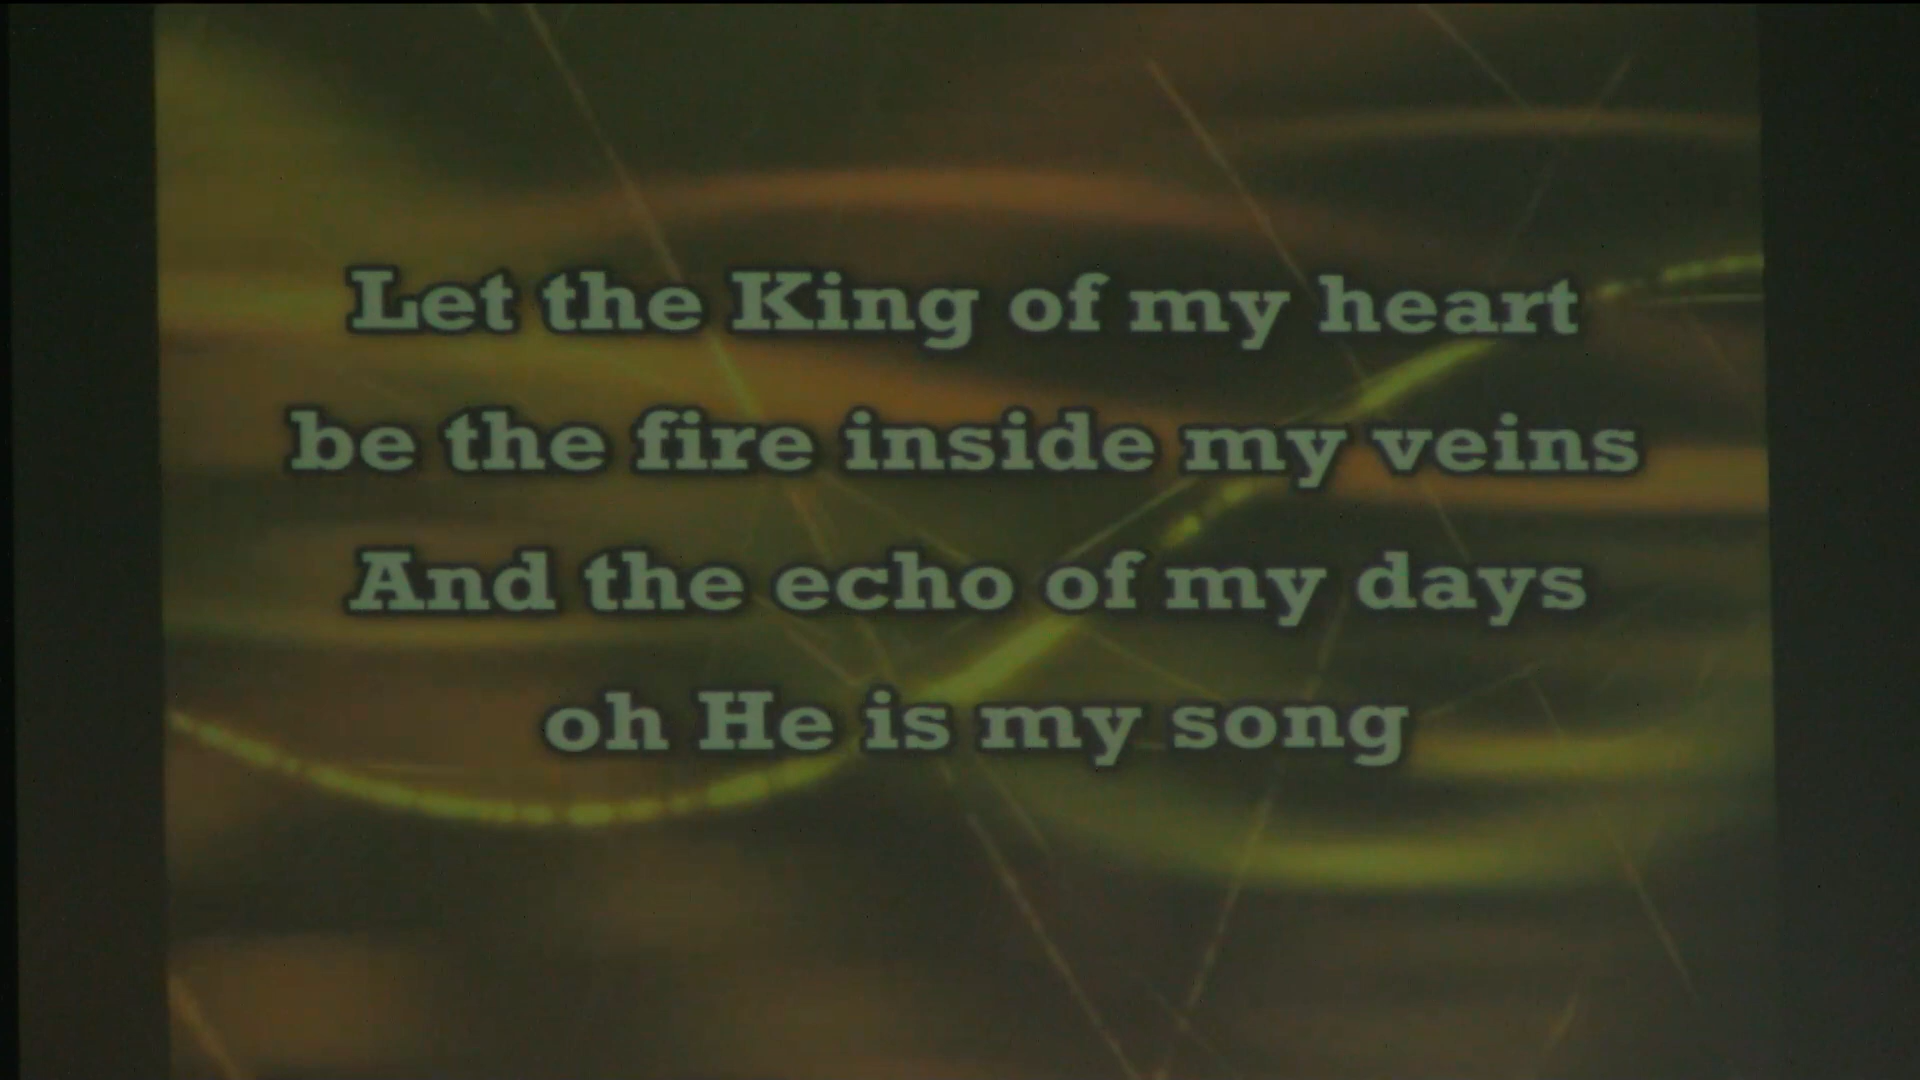 Let the King of my heart
be the fire inside my veins
And the echo of my days
oh He is my song